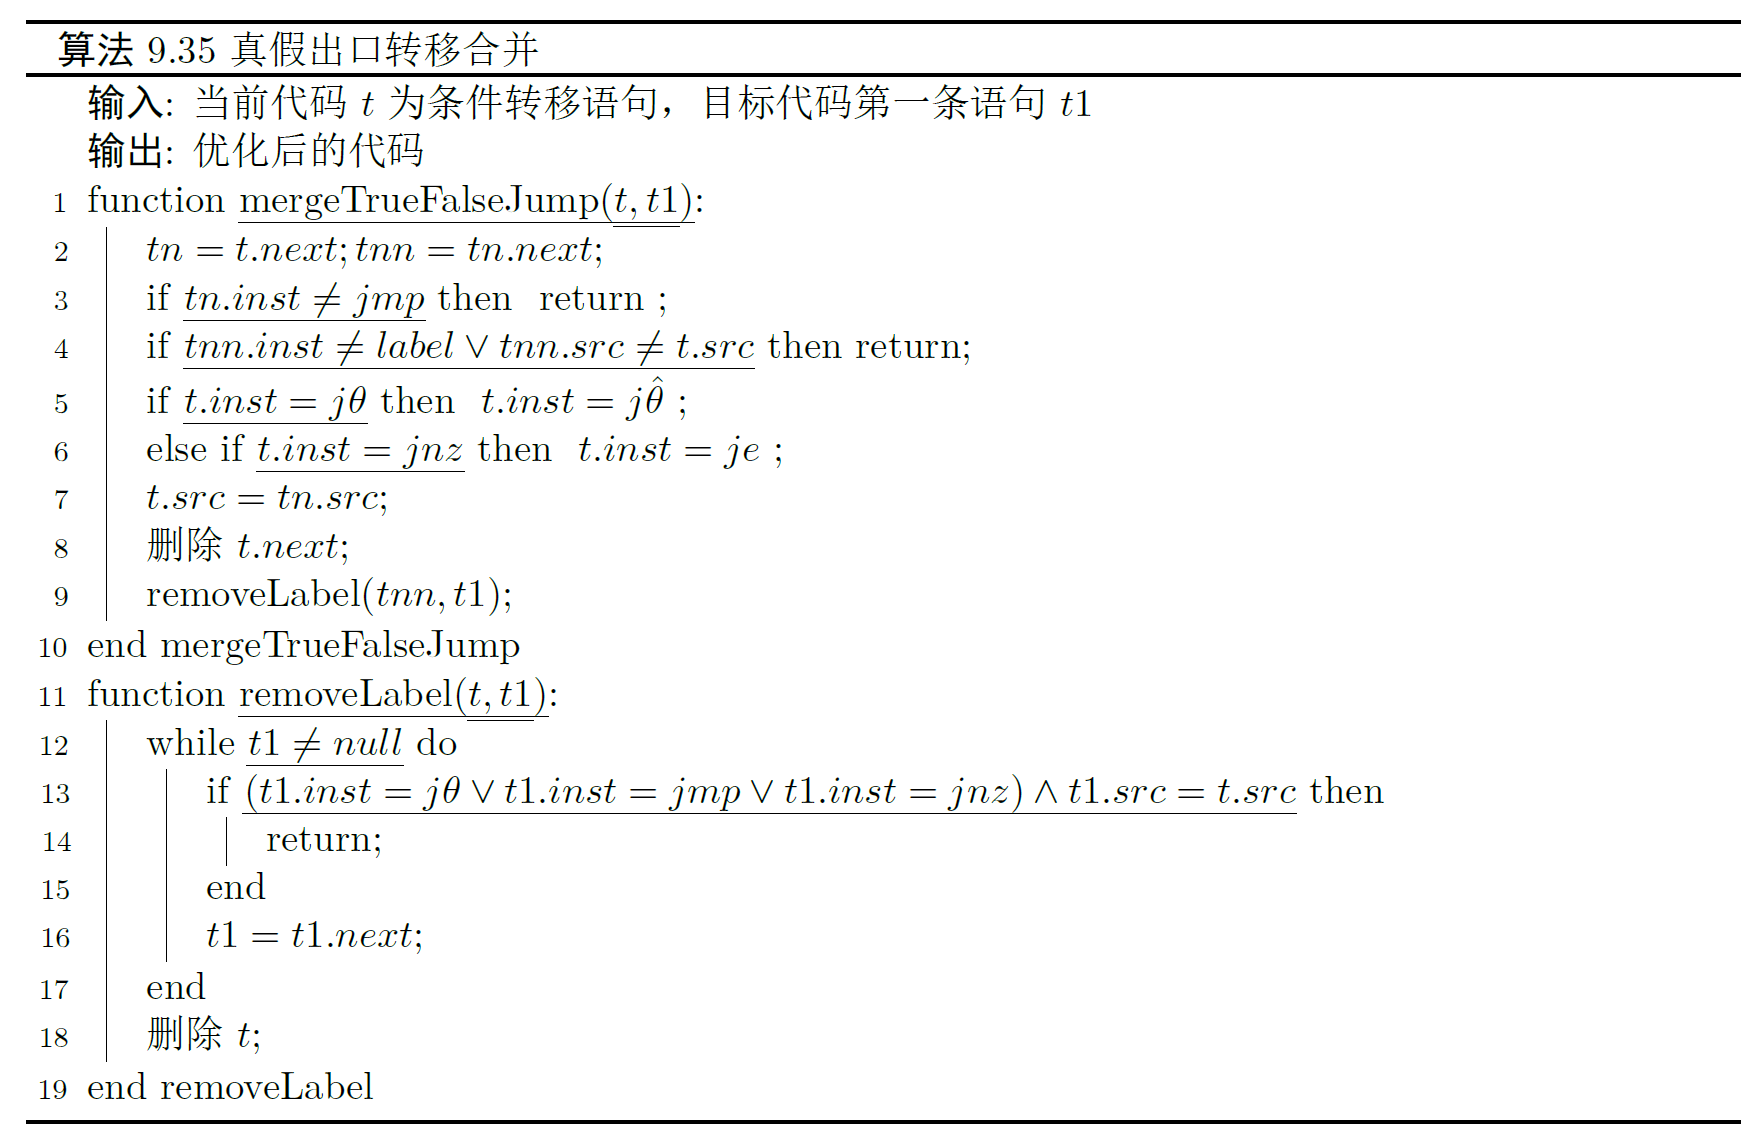 算法 9.35 真假出口转移合并
输入: 当前代码 t 为条件转移语句，目标代码第一条语句 t1
输出: 优化后的代码
1 function mergeTrueFalseJump(t, t1):
2 tn = t.next; tnn = tn.next;
3 if tn.inst ≠ jmp then return ;
4 if tnn.inst ≠ label ∨ tnn.src ≠ t.src then return;
5 if t.inst = jθ then t.inst = jθ̂ ;
6 else if t.inst = jnz then t.inst = je ;
7 t.src = tn.src;
8 删除 t.next;
9 removeLabel(tnn, t1);
10 end mergeTrueFalseJump
11 function removeLabel(t, t1):
12 while t1 ≠ null do
13 if (t1.inst = jθ ∨ t1.inst = jmp ∨ t1.inst = jnz) ∧ t1.src = t.src then
14 return;
15 end
16 t1 = t1.next;
17 end
18 删除 t;
19 end removeLabel